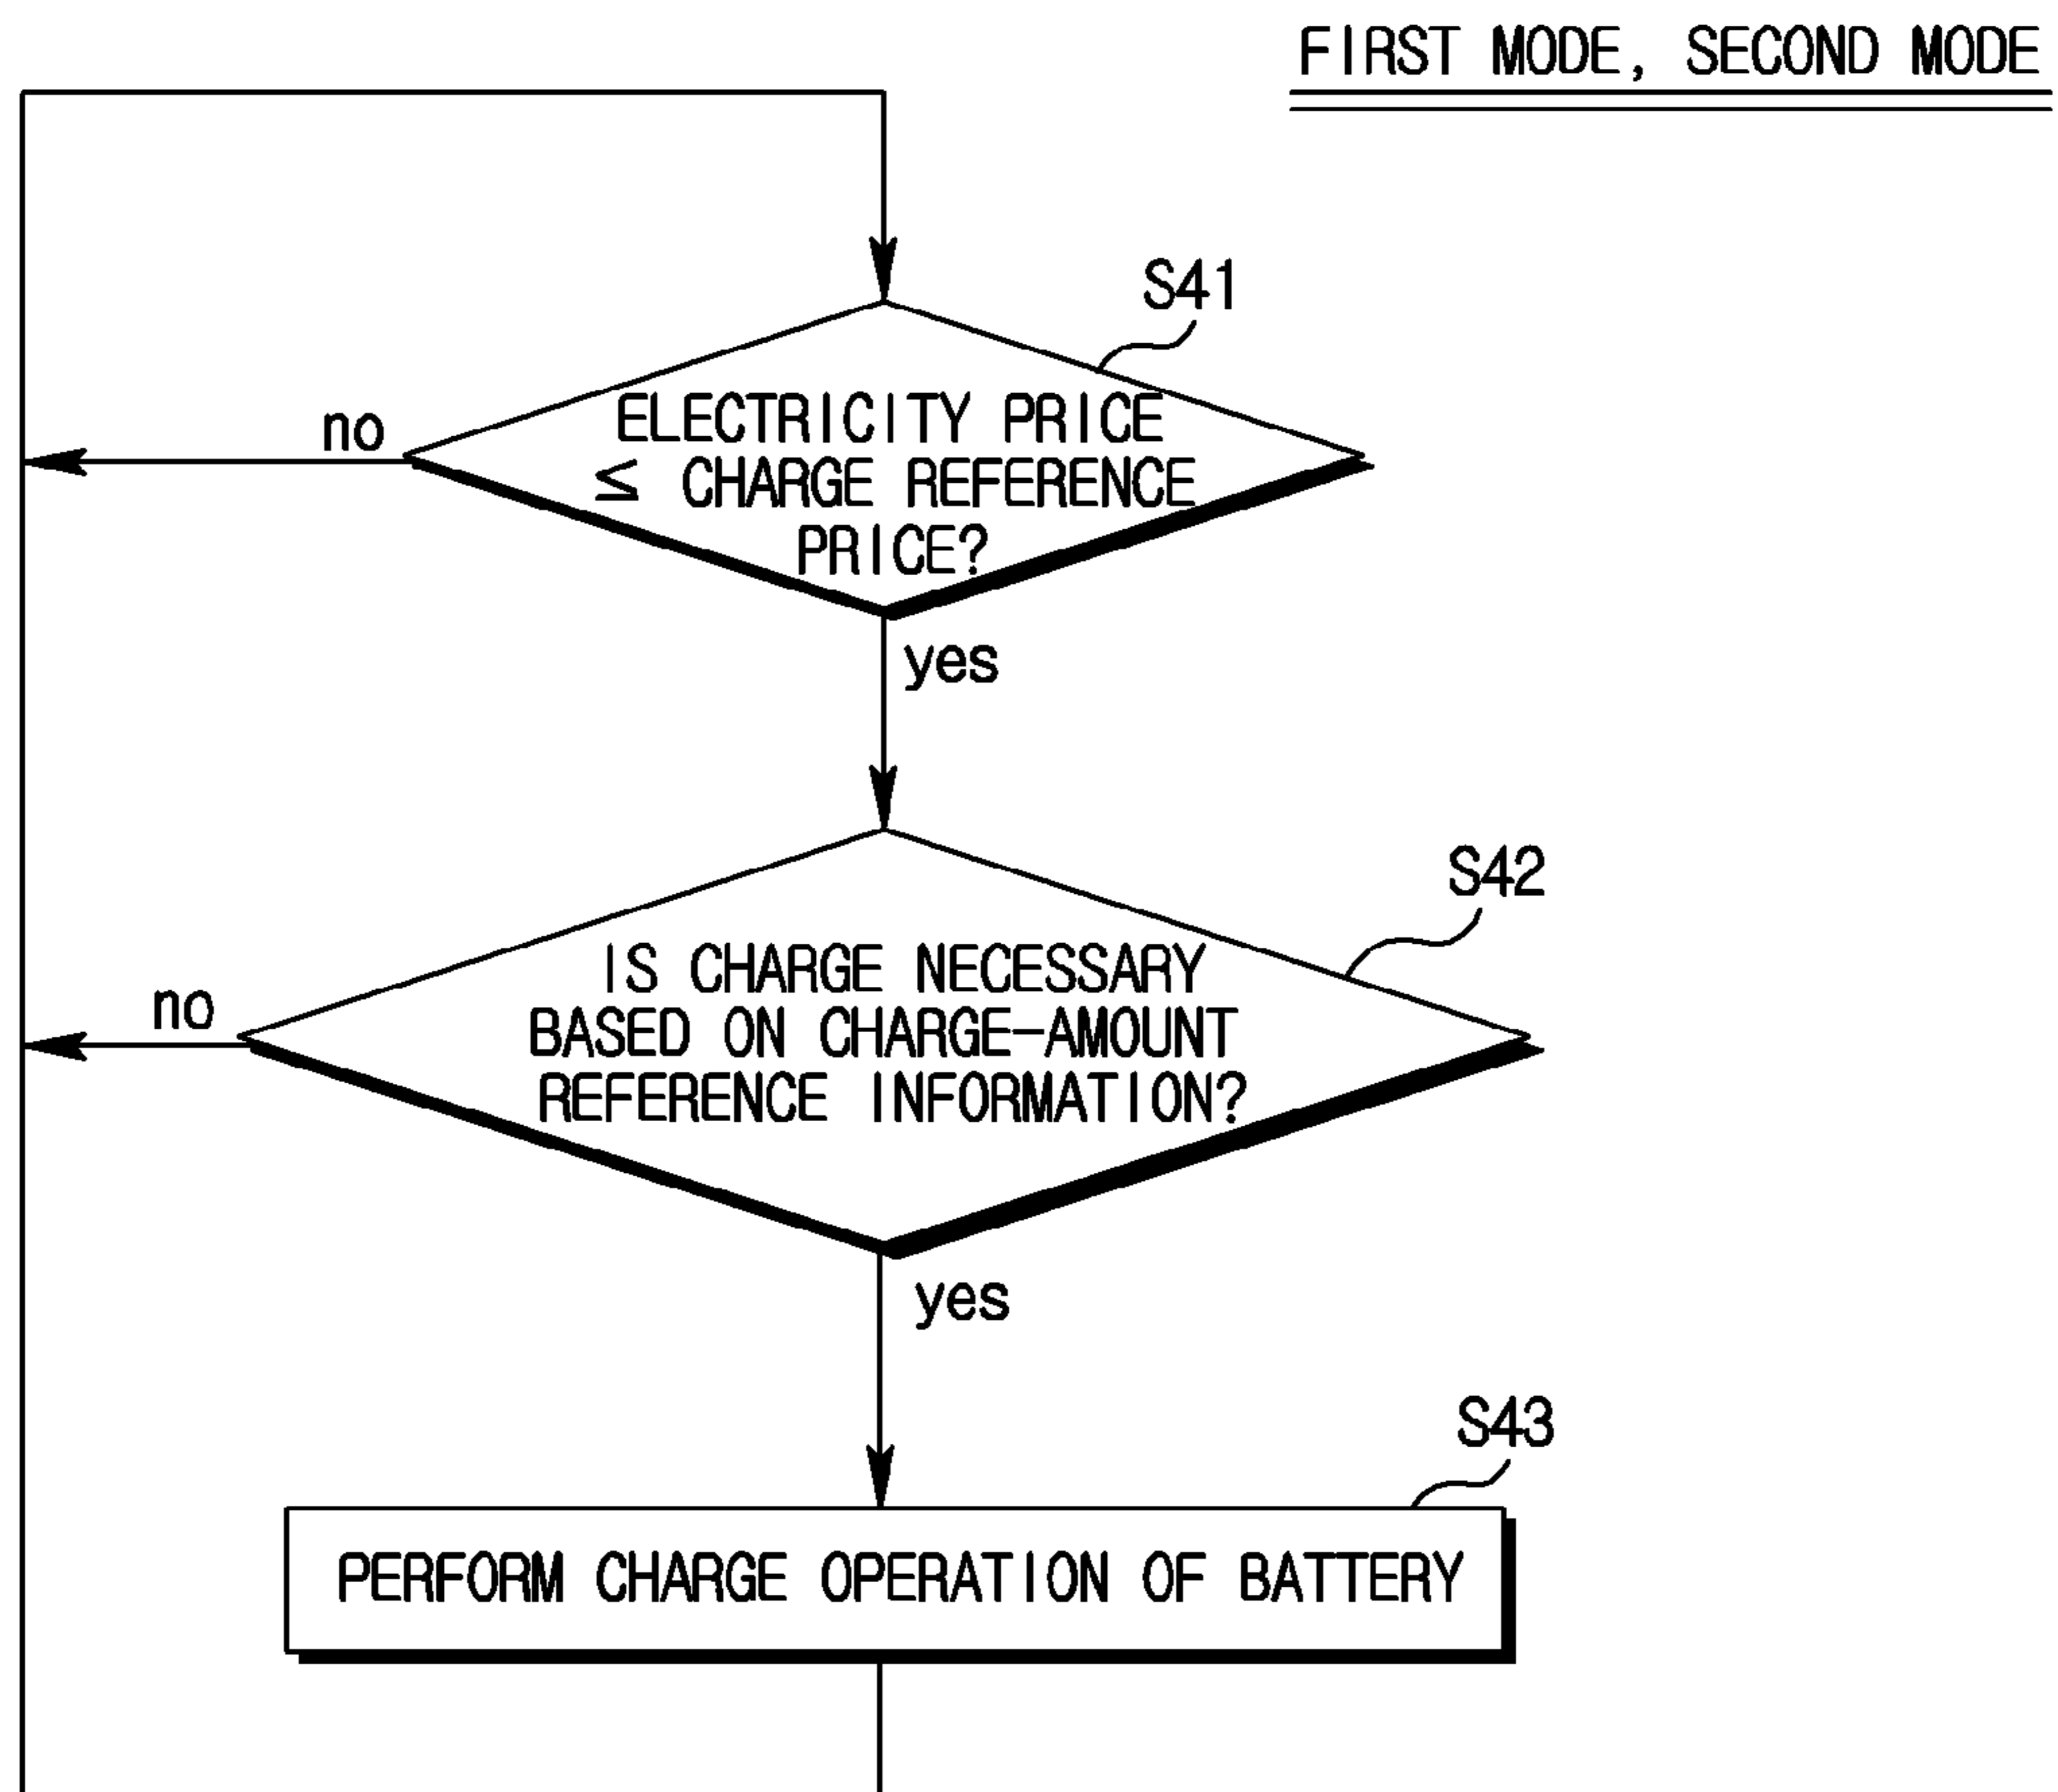 FIRST MODE, SECOND MODE
S41
ELECTRICITY PRICE
≤ CHARGE REFERENCE
PRICE?
no
yes
S42
IS CHARGE NECESSARY
BASED ON CHARGE-AMOUNT
REFERENCE INFORMATION?
no
yes
S43
PERFORM CHARGE OPERATION OF BATTERY